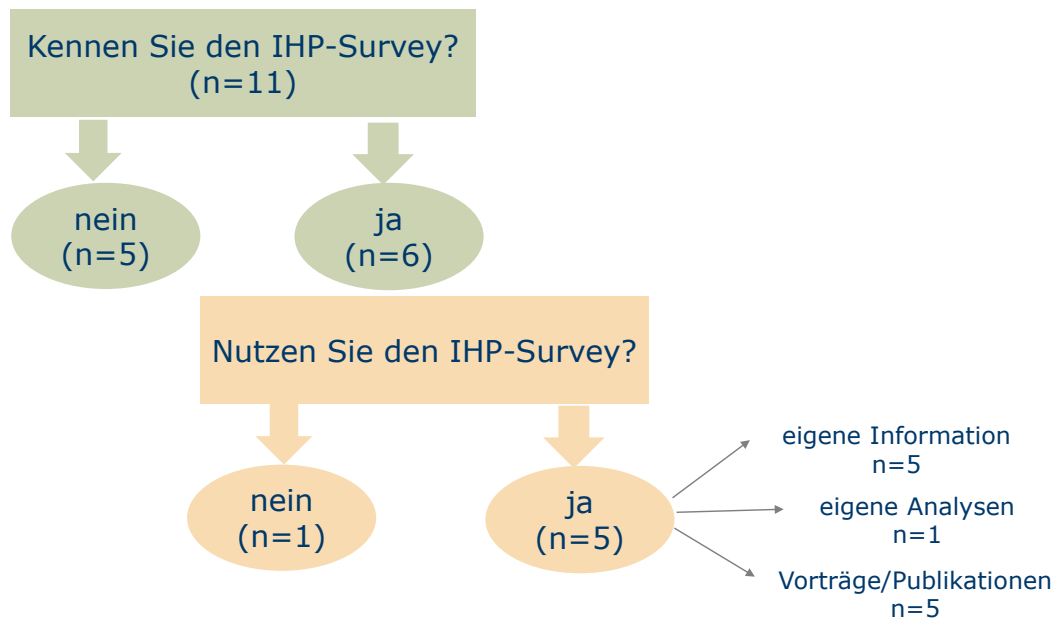 Kennen Sie den IHP-Survey?
(n=11)
nein
(n=5)
ja
(n=6)
Nutzen Sie den IHP-Survey?
nein
(n=1)
ja
(n=5)
eigene Information
n=5
eigene Analysen
n=1
Vorträge/Publikationen
n=5